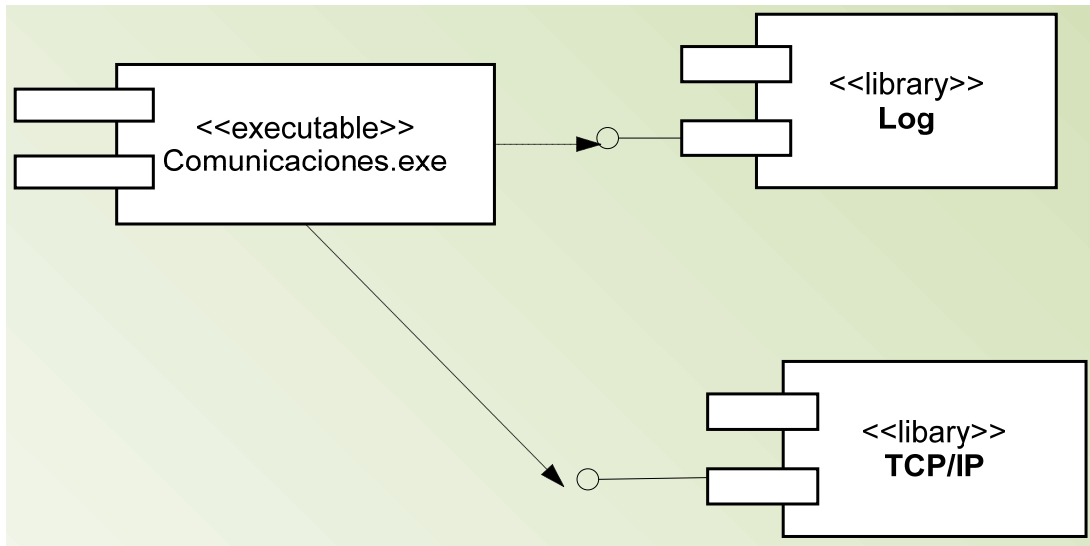 <<library>>
Log
<<executable>>
Comunicaciones.exe
<<libary>>
TCP/IP